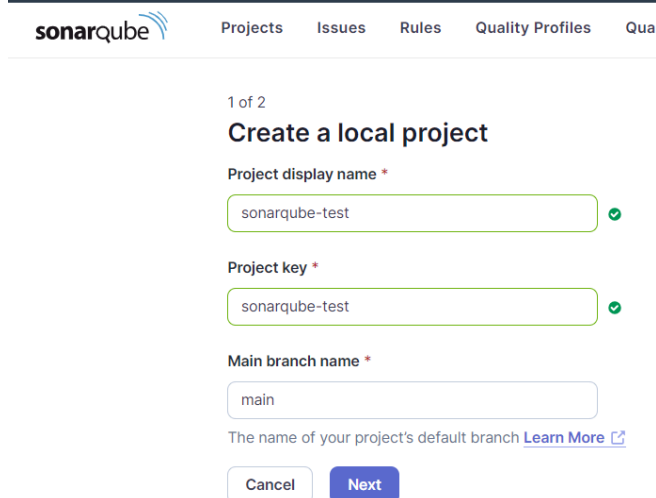 sonarqube Projects Issues Rules Quality Profiles Qua
1 of 2
Create a local project
Project display name *
sonarqube-test
Project key *
sonarqube-test
Main branch name *
main
The name of your project's default branch Learn More
Cancel Next